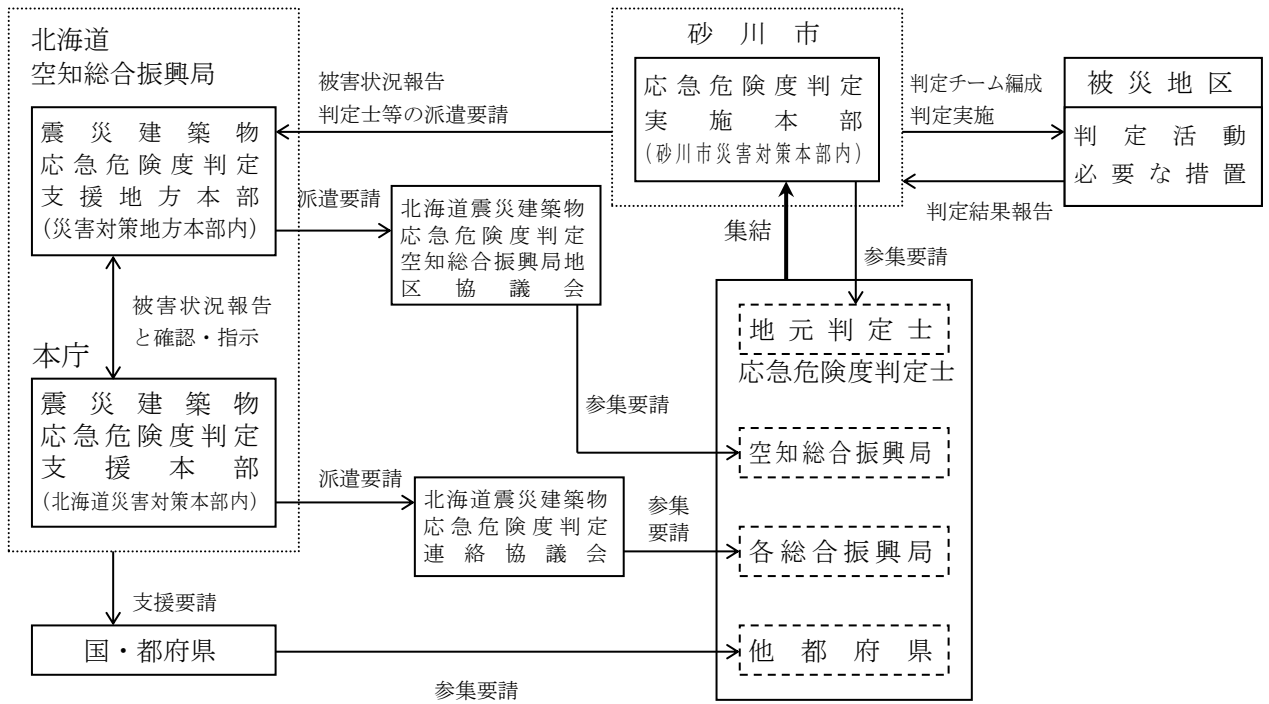 北海道
空知総合振興局
震災建築物
応急危険度判定
支援地方本部
(災害対策地方本部内)
被害状況報告
と確認・指示
本庁
震災建築物
応急危険度判定
支援本部
(北海道災害対策本部内)
支援要請
国・都府県
被害状況報告
判定士等の派遣要請
派遣要請
北海道震災建築物
応急危険度判定
空知総合振興局地
区協議会
参集要請
派遣要請
北海道震災建築物
応急危険度判定
連絡協議会
参集
要請
参集要請
砂川市
応急危険度判定
実施本部
(砂川市災害対策本部内)
集結
参集要請
地元判定士
応急危険度判定士
空知総合振興局
各総合振興局
他都府県
判定チーム編成
判定実施
被災地区
判定活動
必要な措置
判定結果報告